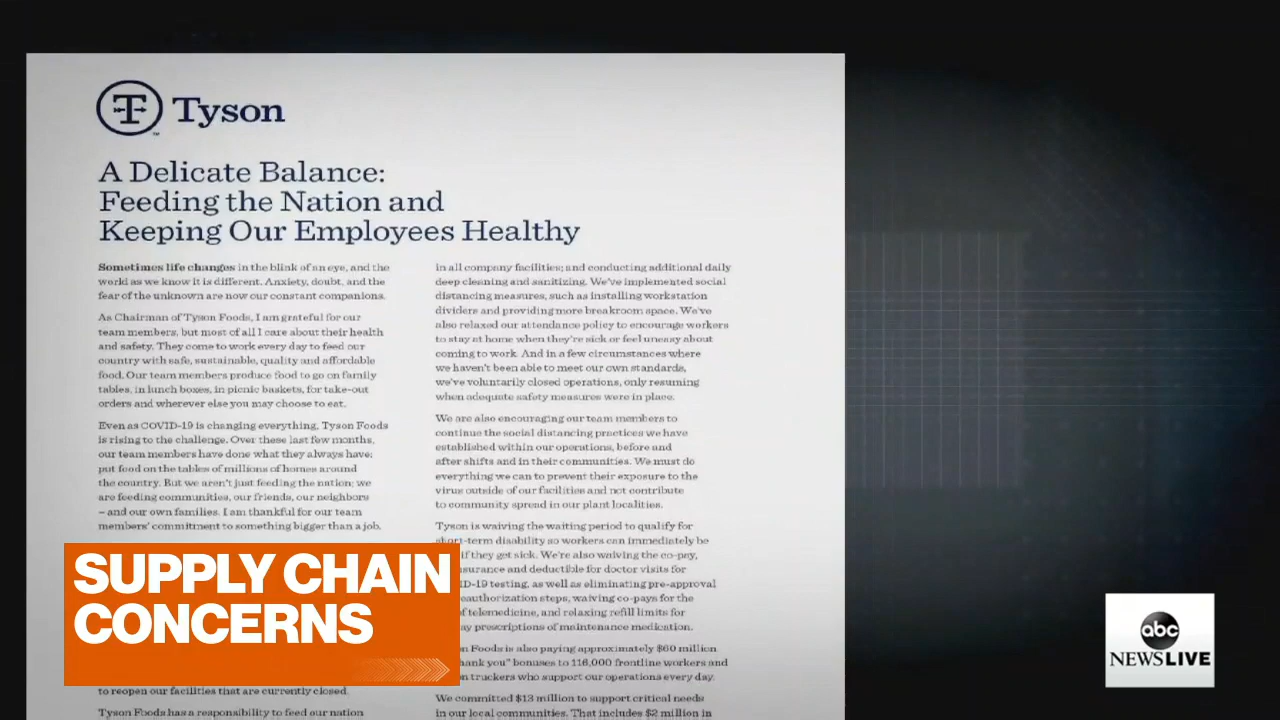 Tyson
A Delicate Balance:
Feeding the Nation and
Keeping Our Employees Healthy
Sometimes life changes in the blink of an eye, and the
world as we know it is different. Anxiety, doubt, and the
fear of the unknown are now our constant companions.
As Chairman of Tyson Foods, I am grateful for our
team members, but most of all I care about their health
and safety. They come to work every day to feed our
country with safe, sustainable, quality and affordable
food. Our team members produce food to go on family
tables, in lunch boxes, in picnic baskets, for take-out
orders and wherever else you may choose to eat.
Even as COVID-19 is changing everything, Tyson Foods
is rising to the challenge. Over these last few months,
our team members have done what they always have:
put food on the tables of millions of homes around
the country. But we aren't just feeding the nation; we
are feeding communities, our friends, our neighbors
– and our own families. I am thankful for our team
members' commitment to something bigger than a job.
to reopen our facilities that are currently closed.
Tyson Foods has a responsibility to feed our nation
in all company facilities; and conducting additional daily
deep cleaning and sanitizing. We've implemented social
distancing measures, such as installing workstation
dividers and providing more breakroom space. We've
also relaxed our attendance policy to encourage workers
to stay at home when they're sick or feel uneasy about
coming to work. And in a few circumstances where
we haven't been able to meet our own standards,
we've voluntarily closed operations, only resuming
when adequate safety measures were in place.
We are also encouraging our team members to
continue the social distancing practices we have
established within our operations, before and
after shifts and in their communities. We must do
everything we can to prevent their exposure to the
virus outside of our facilities and not contribute
to community spread in our plant localities.
Tyson is waiving the waiting period to qualify for
short-term disability so workers can immediately be
if they get sick. We're also waiving the co-pay,
surance and deductible for doctor visits for
D-19 testing, as well as eliminating pre-approval
authorization steps, waiving co-pays for the
f telemedicine, and relaxing refill limits for
ay prescriptions of maintenance medication.
n Foods is also paying approximately $60 million
hank you" bonuses to 116,000 frontline workers and
n truckers who support our operations every day.
We committed $13 million to support critical needs
in our local communities. That includes $2 million in
SUPPLY CHAIN
CONCERNS
abc
NEWSLIVE